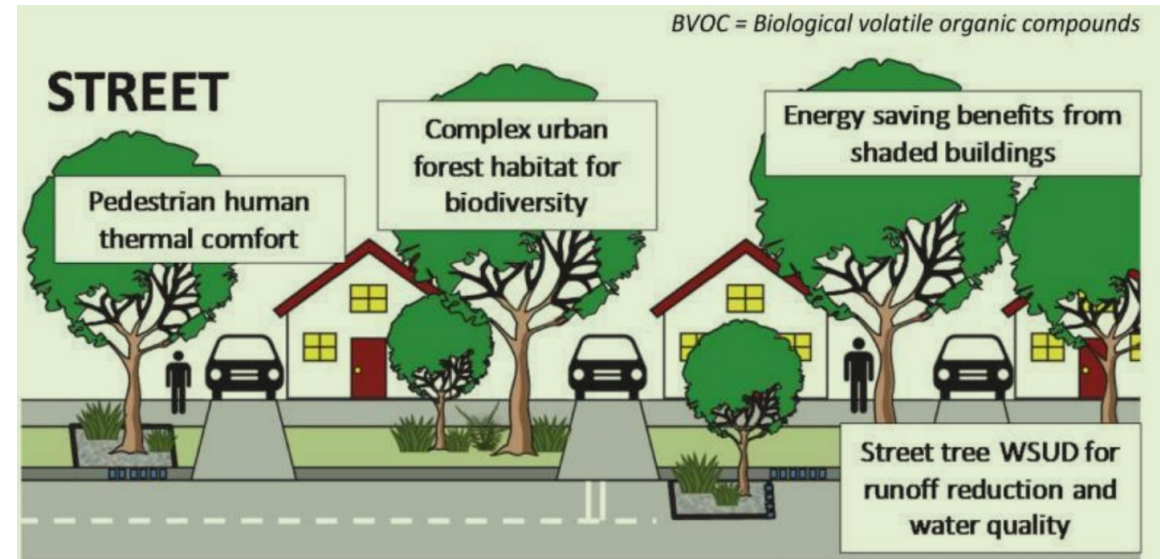 BVOC = Biological volatile organic compounds
STREET
Pedestrian human
thermal comfort
Complex urban
forest habitat for
biodiversity
Energy saving benefits from
shaded buildings
Street tree WSUD for
runoff reduction and
water quality